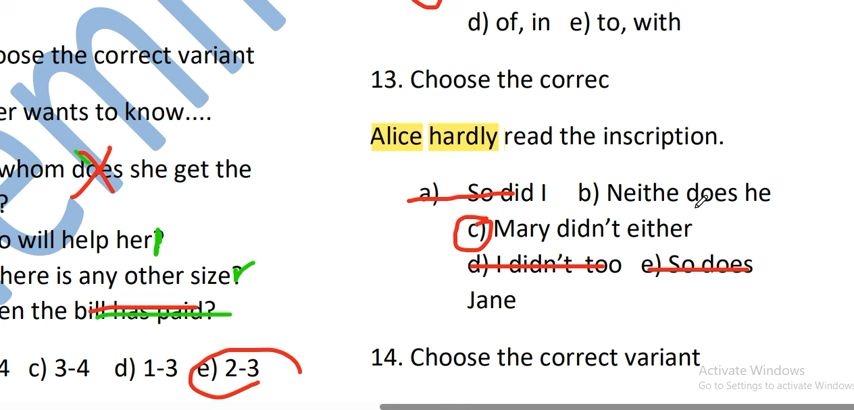 oose the correct variant
er wants to know....
whom does she get the
?
o will help her?
here is any other size?
en the bill has paid?
4 c) 3-4 d) 1-3 e) 2-3
d) of, in e) to, with
13. Choose the correc
Alice hardly read the inscription.
a) So did I b) Neithe does he
c) Mary didn't either
d) I didn't too e) So does
Jane
14. Choose the correct variant
Activate Windows
Go to Settings to activate Windows